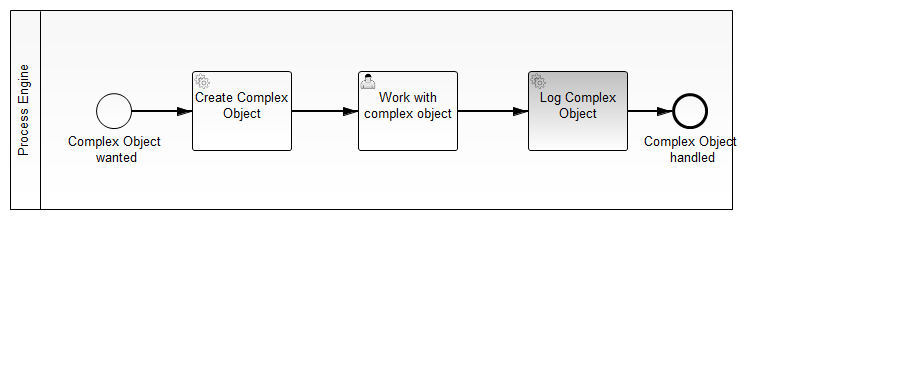 Process Engine
Complex Object
wanted
Create Complex
Object
Work with
complex object
Log Complex
Object
Complex Object
handled